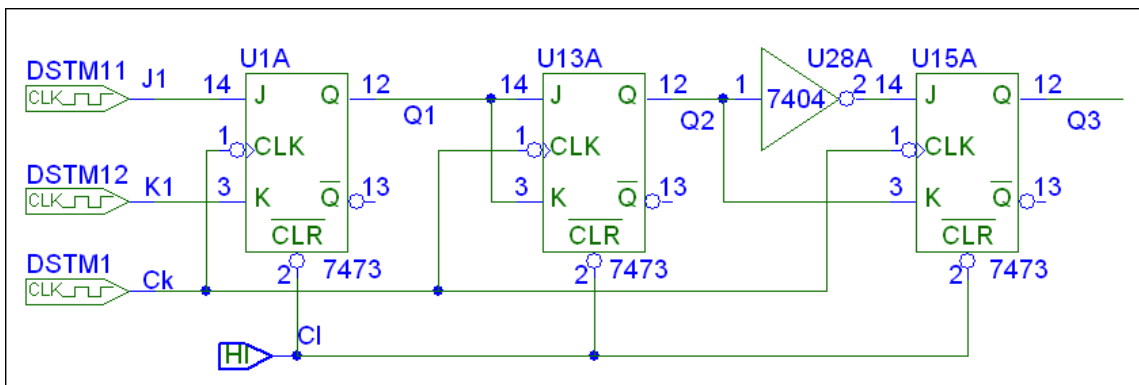 U1A U13A U28A U15A
DSTM11 J1 14 J Q 12 14 J Q 12 1 7404 2 14 J Q 12
CLK Q1 Q2 Q3
1 CLK 1 CLK 1 CLK
DSTM12 K1 3 K Q 13 3 K Q 13 3 K Q 13
CLK
CLR CLR CLR
DSTM1 Ck 2 7473 2 7473 2 7473
CLK
Cl
HI